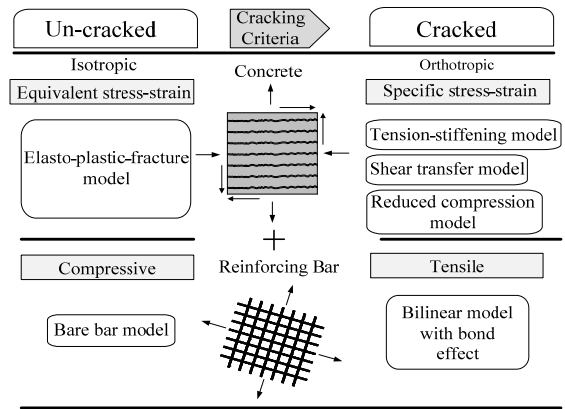 Un-cracked
Cracking
Criteria
Cracked
Isotropic
Concrete
Orthotropic
Equivalent stress-strain
Specific stress-strain
Elasto-plastic-fracture
model
Tension-stiffening model
Shear transfer model
Reduced compression
model
+
Compressive
Reinforcing Bar
Tensile
Bare bar model
Bilinear model
with bond
effect